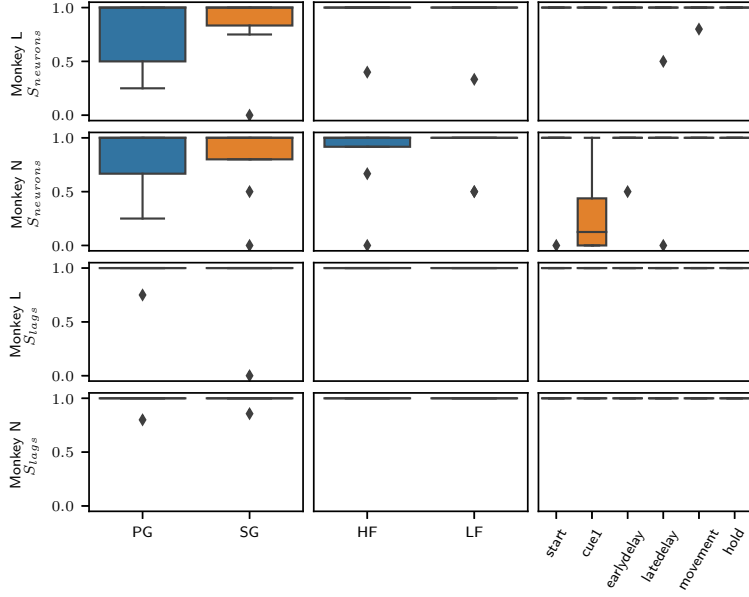 Monkey L
S_neurons
1.0
0.5
0.0
Monkey N
S_neurons
1.0
0.5
0.0
Monkey L
S_lags
1.0
0.5
0.0
Monkey N
S_lags
1.0
0.5
0.0
PG
SG
HF
LF
start
cue1
earlydelay
latedelay
movement
hold